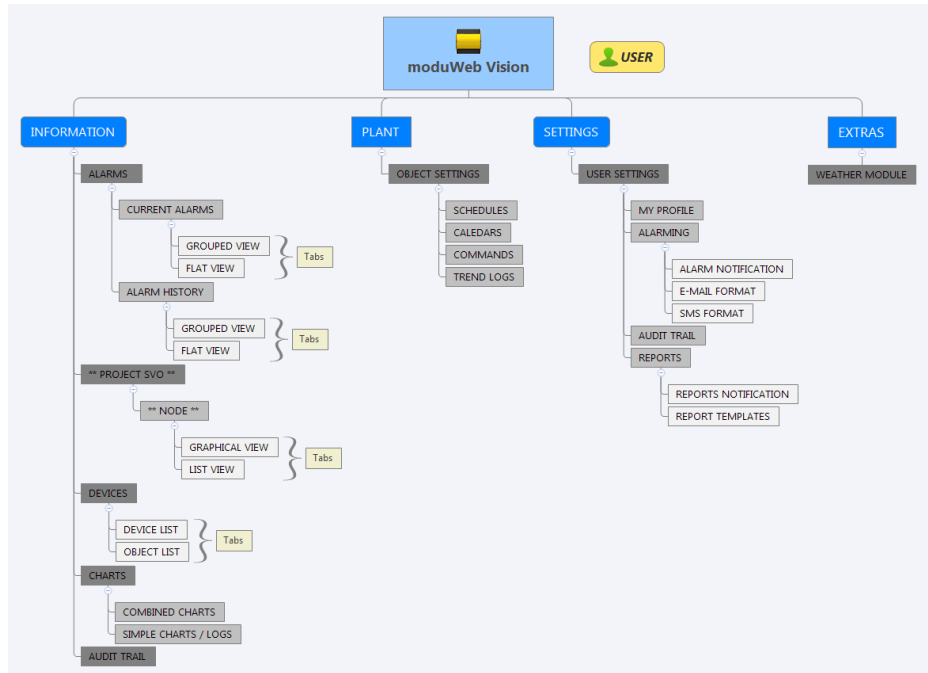 moduWeb Vision
USER
INFORMATION
ALARMS
CURRENT ALARMS
GROUPED VIEW
FLAT VIEW
Tabs
ALARM HISTORY
GROUPED VIEW
FLAT VIEW
Tabs
** PROJECT SVO **
** NODE **
GRAPHICAL VIEW
LIST VIEW
Tabs
DEVICES
DEVICE LIST
OBJECT LIST
Tabs
CHARTS
COMBINED CHARTS
SIMPLE CHARTS / LOGS
AUDIT TRAIL
PLANT
OBJECT SETTINGS
SCHEDULES
CALEDARS
COMMANDS
TREND LOGS
SETTINGS
USER SETTINGS
MY PROFILE
ALARMING
ALARM NOTIFICATION
E-MAIL FORMAT
SMS FORMAT
AUDIT TRAIL
REPORTS
REPORTS NOTIFICATION
REPORT TEMPLATES
EXTRAS
WEATHER MODULE